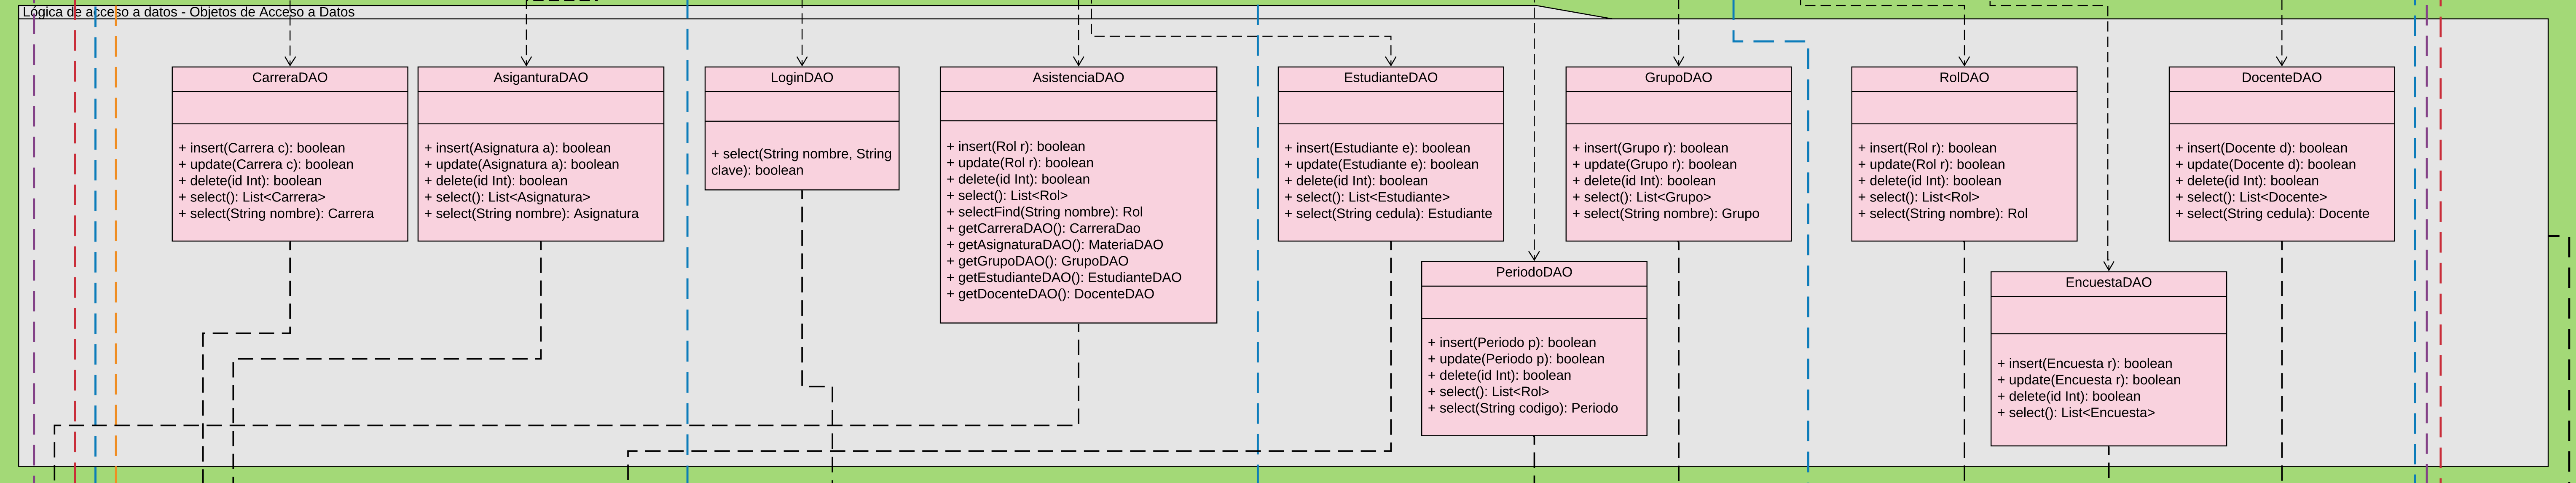 Lógica de acceso a datos - Objetos de Acceso a Datos
CarreraDAO
+ insert(Carrera c): boolean
+ update(Carrera c): boolean
+ delete(id Int): boolean
+ select(): List<Carrera>
+ select(String nombre): Carrera
AsiganturaDAO
+ insert(Asignatura a): boolean
+ update(Asignatura a): boolean
+ delete(id Int): boolean
+ select(): List<Asignatura>
+ select(String nombre): Asignatura
LoginDAO
+ select(String nombre, String
clave): boolean
AsistenciaDAO
+ insert(Rol r): boolean
+ update(Rol r): boolean
+ delete(id Int): boolean
+ select(): List<Rol>
+ selectFind(String nombre): Rol
+ getCarreraDAO(): CarreraDao
+ getAsignaturaDAO(): MateriaDAO
+ getGrupoDAO(): GrupoDAO
+ getEstudianteDAO(): EstudianteDAO
+ getDocenteDAO(): DocenteDAO
EstudianteDAO
+ insert(Estudiante e): boolean
+ update(Estudiante e): boolean
+ delete(id Int): boolean
+ select(): List<Estudiante>
+ select(String cedula): Estudiante
PeriodoDAO
+ insert(Periodo p): boolean
+ update(Periodo p): boolean
+ delete(id Int): boolean
+ select(): List<Rol>
+ select(String codigo): Periodo
GrupoDAO
+ insert(Grupo r): boolean
+ update(Grupo r): boolean
+ delete(id Int): boolean
+ select(): List<Grupo>
+ select(String nombre): Grupo
RolDAO
+ insert(Rol r): boolean
+ update(Rol r): boolean
+ delete(id Int): boolean
+ select(): List<Rol>
+ select(String nombre): Rol
EncuestaDAO
+ insert(Encuesta r): boolean
+ update(Encuesta r): boolean
+ delete(id Int): boolean
+ select(): List<Encuesta>
DocenteDAO
+ insert(Docente d): boolean
+ update(Docente d): boolean
+ delete(id Int): boolean
+ select(): List<Docente>
+ select(String cedula): Docente